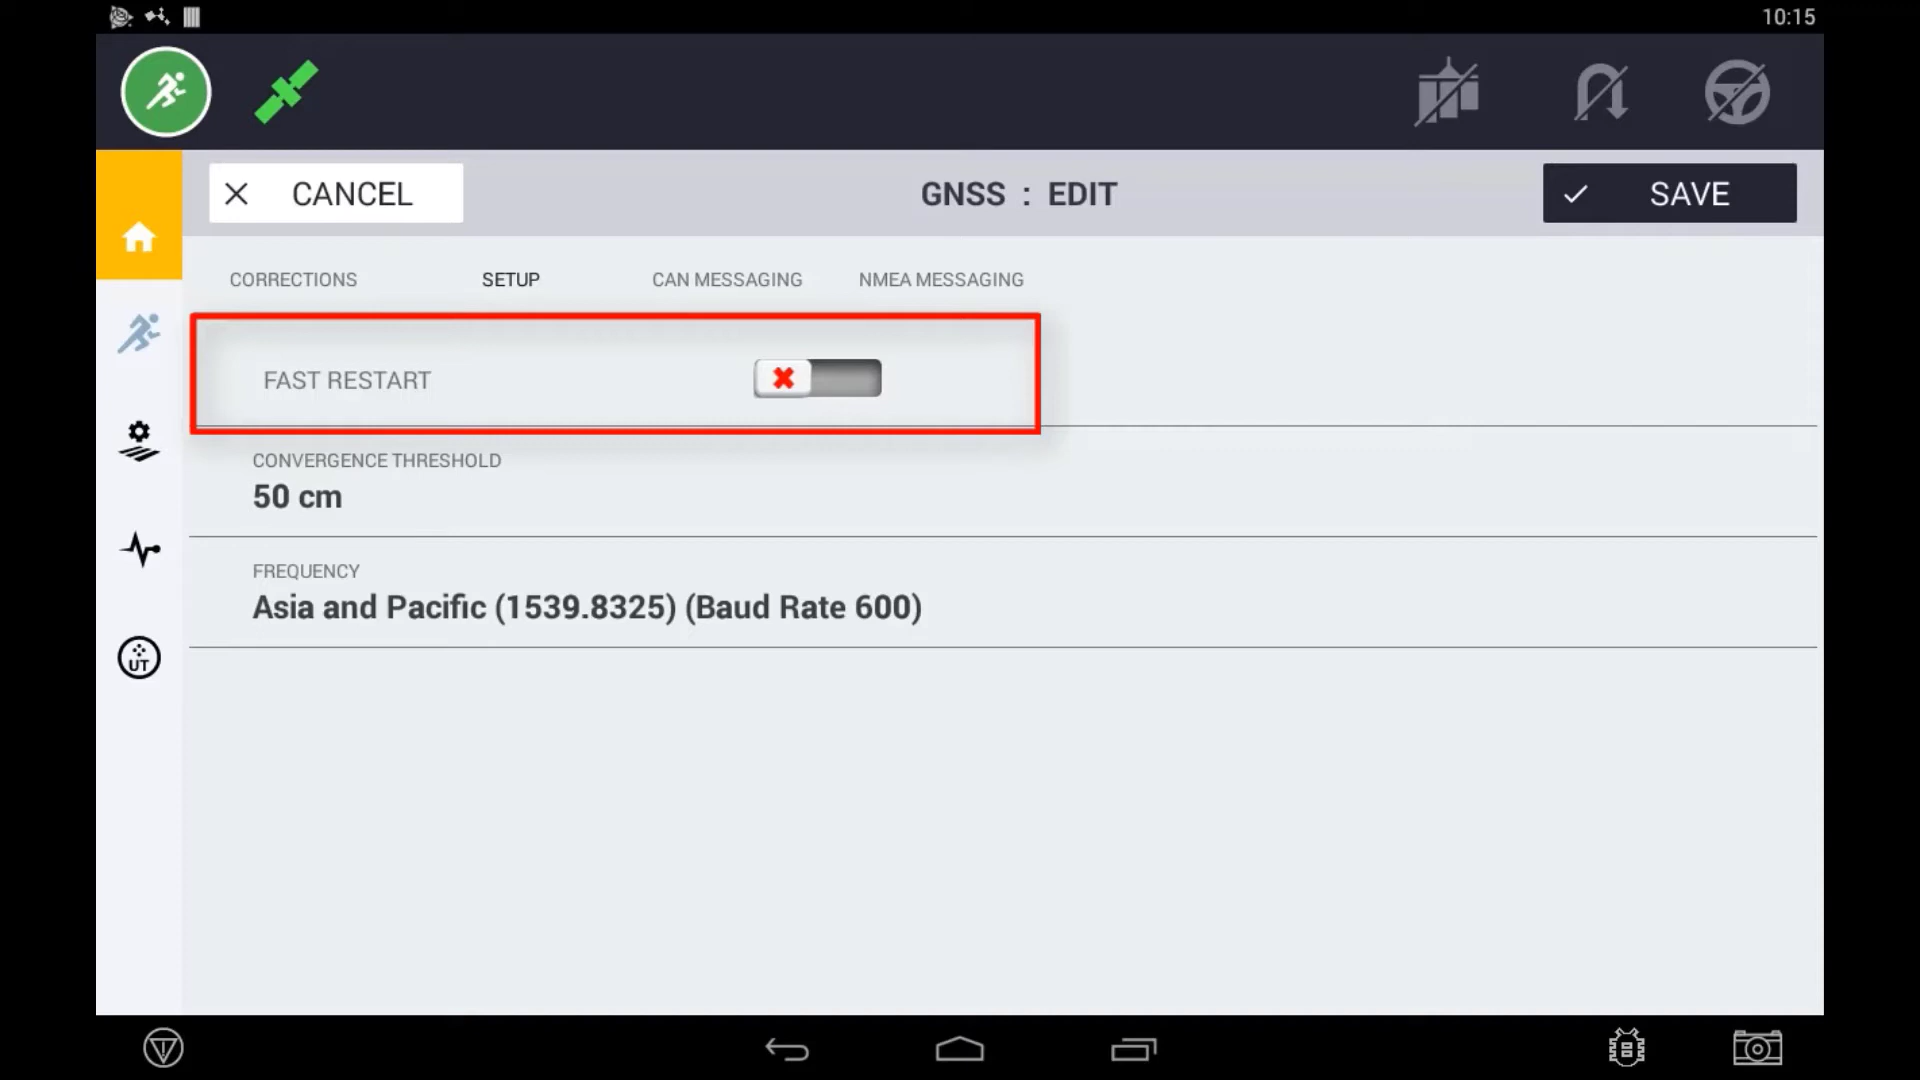 10:15
CANCEL
GNSS : EDIT
SAVE
CORRECTIONS
SETUP
CAN MESSAGING
NMEA MESSAGING
FAST RESTART
CONVERGENCE THRESHOLD
50 cm
FREQUENCY
Asia and Pacific (1539.8325) (Baud Rate 600)
UT